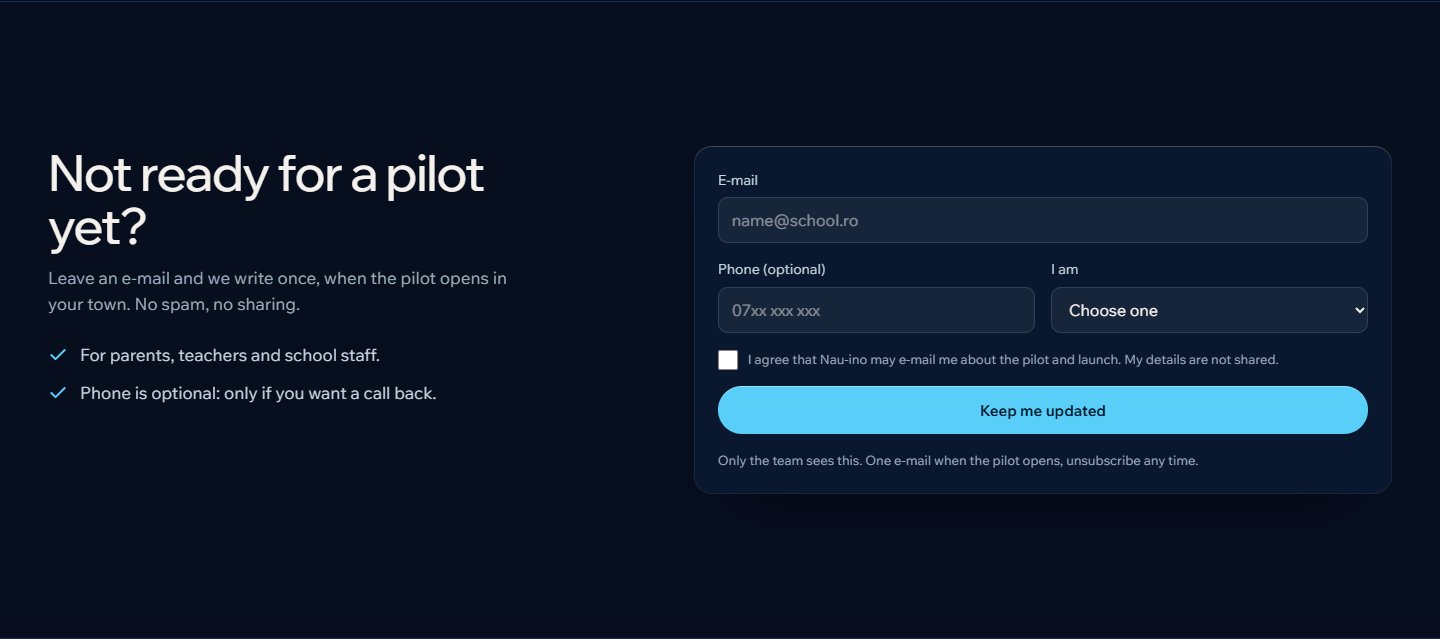 Not ready for a pilot
yet?
Leave an e-mail and we write once, when the pilot opens in
your town. No spam, no sharing.
For parents, teachers and school staff.
Phone is optional: only if you want a call back.
E-mail
name@school.ro
Phone (optional)
I am
07xx xxx xxx
Choose one
I agree that Nau-ino may e-mail me about the pilot and launch. My details are not shared.
Keep me updated
Only the team sees this. One e-mail when the pilot opens, unsubscribe any time.